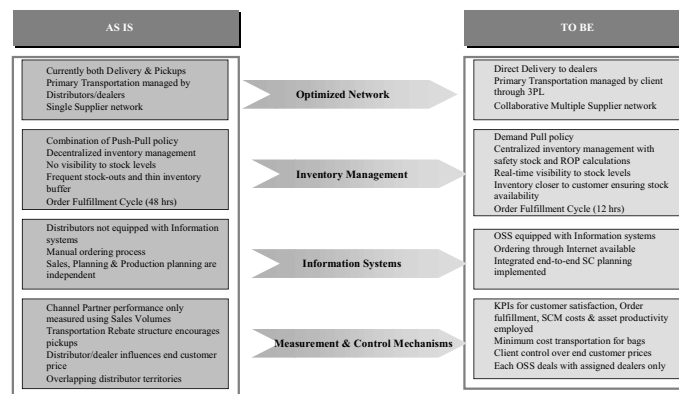 AS IS
TO BE
Currently both Delivery & Pickups
Primary Transportation managed by
Distributors/dealers
Single Supplier network
Optimized Network
Direct Delivery to dealers
Primary Transportation managed by client
through 3PL
Collaborative Multiple Supplier network
Combination of Push-Pull policy
Decentralized inventory management
No visibility to stock levels
Frequent stock-outs and thin inventory
buffer
Order Fulfillment Cycle (48 hrs)
Inventory Management
Demand Pull policy
Centralized inventory management with
safety stock and ROP calculations
Real-time visibility to stock levels
Inventory closer to customer ensuring stock
availability
Order Fulfillment Cycle (12 hrs)
Distributors not equipped with Information
systems
Manual ordering process
Sales, Planning & Production planning are
independent
Information Systems
OSS equipped with Information systems
Ordering through Internet available
Integrated end-to-end SC planning
implemented
Channel Partner performance only
measured using Sales Volumes
Transportation Rebate structure encourages
pickups
Distributor/dealer influences end customer
price
Overlapping distributor territories
Measurement & Control Mechanisms
KPIs for customer satisfaction, Order
fulfillment, SCM costs & asset productivity
employed
Minimum cost transportation for bags
Client control over end customer prices
Each OSS deals with assigned dealers only